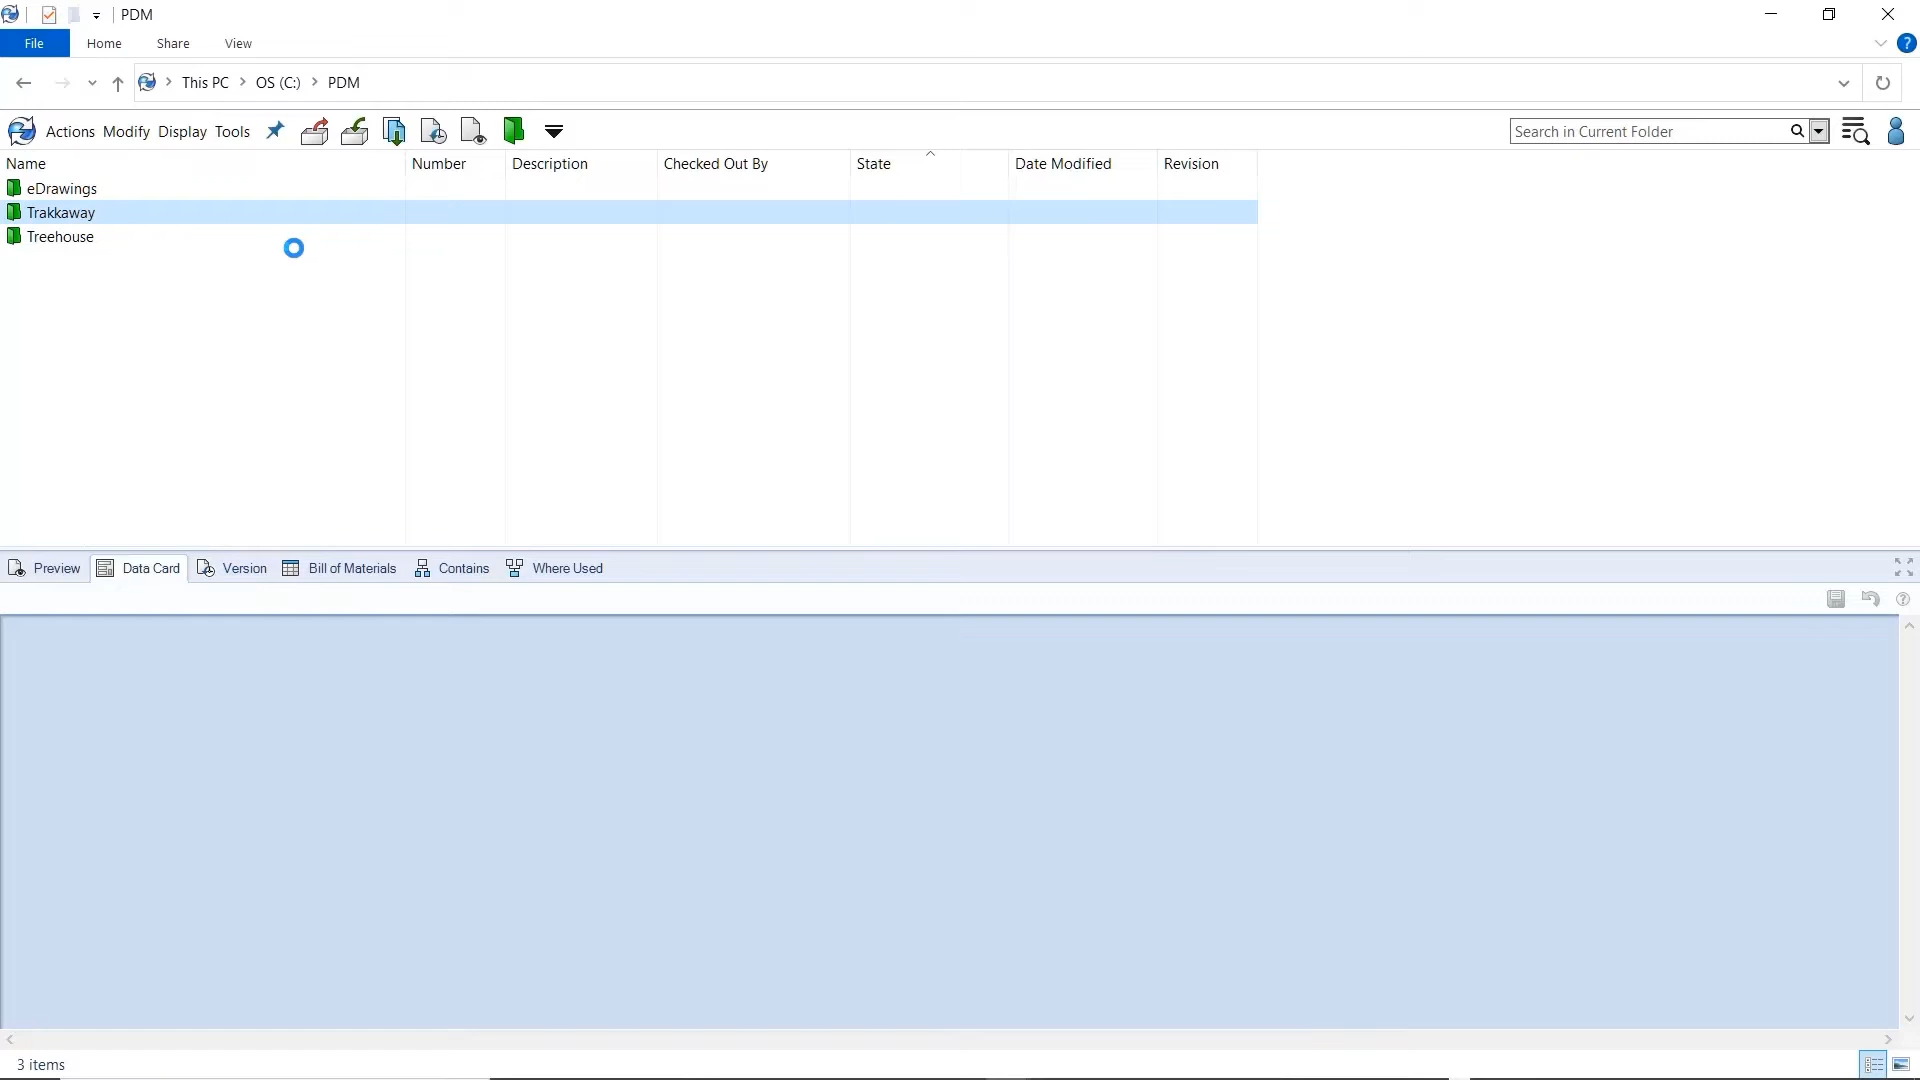 PDM
File Home Share View ?
This PC OS (C:) PDM
Actions Modify Display Tools Search in Current Folder
Name Number Description Checked Out By State Date Modified Revision
eDrawings
Trakkaway
Treehouse
Preview Data Card Version Bill of Materials Contains Where Used
?
3 items